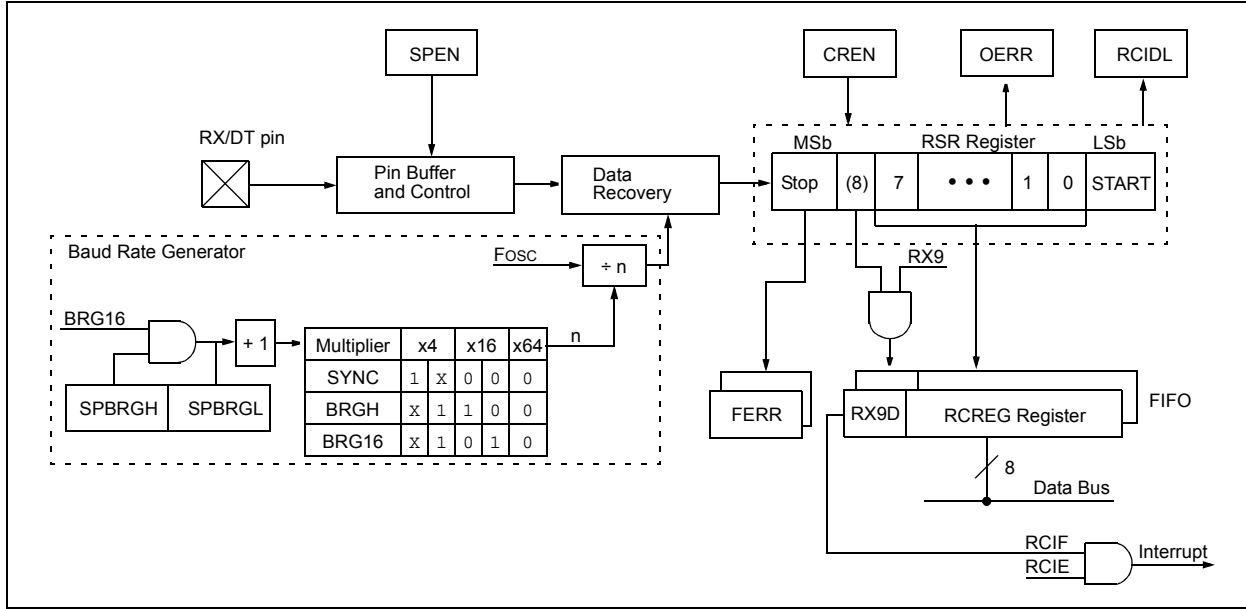 SPEN
CREN
OERR
RCIDL
RX/DT pin
MSb
RSR Register
LSb
Pin Buffer
and Control
Data
Recovery
Stop (8) 7 • • • 1 0 START
Baud Rate Generator
FOSC
÷ n
RX9
BRG16
+ 1
n
Multiplier x4 x16 x64
SYNC 1 X 0 0 0
BRGH X 1 1 0 0
BRG16 X 1 0 1 0
SPBRGH SPBRGL
FERR
RX9D
RCREG Register
FIFO
8
Data Bus
RCIF
RCIE
Interrupt